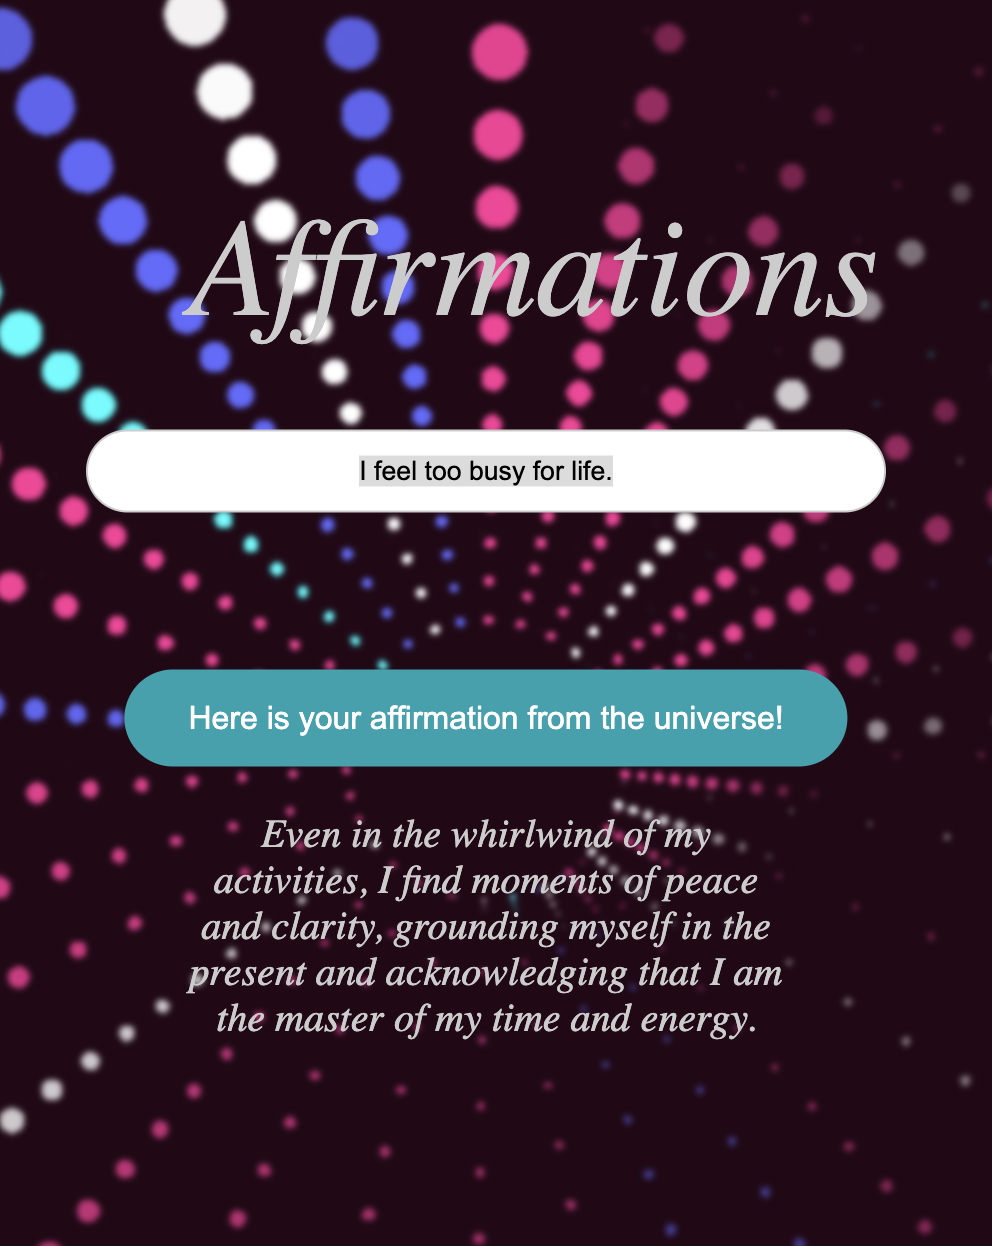 Affirmations
I feel too busy for life.
Here is your affirmation from the universe!
Even in the whirlwind of my
activities, I find moments of peace
and clarity, grounding myself in the
present and acknowledging that I am
the master of my time and energy.